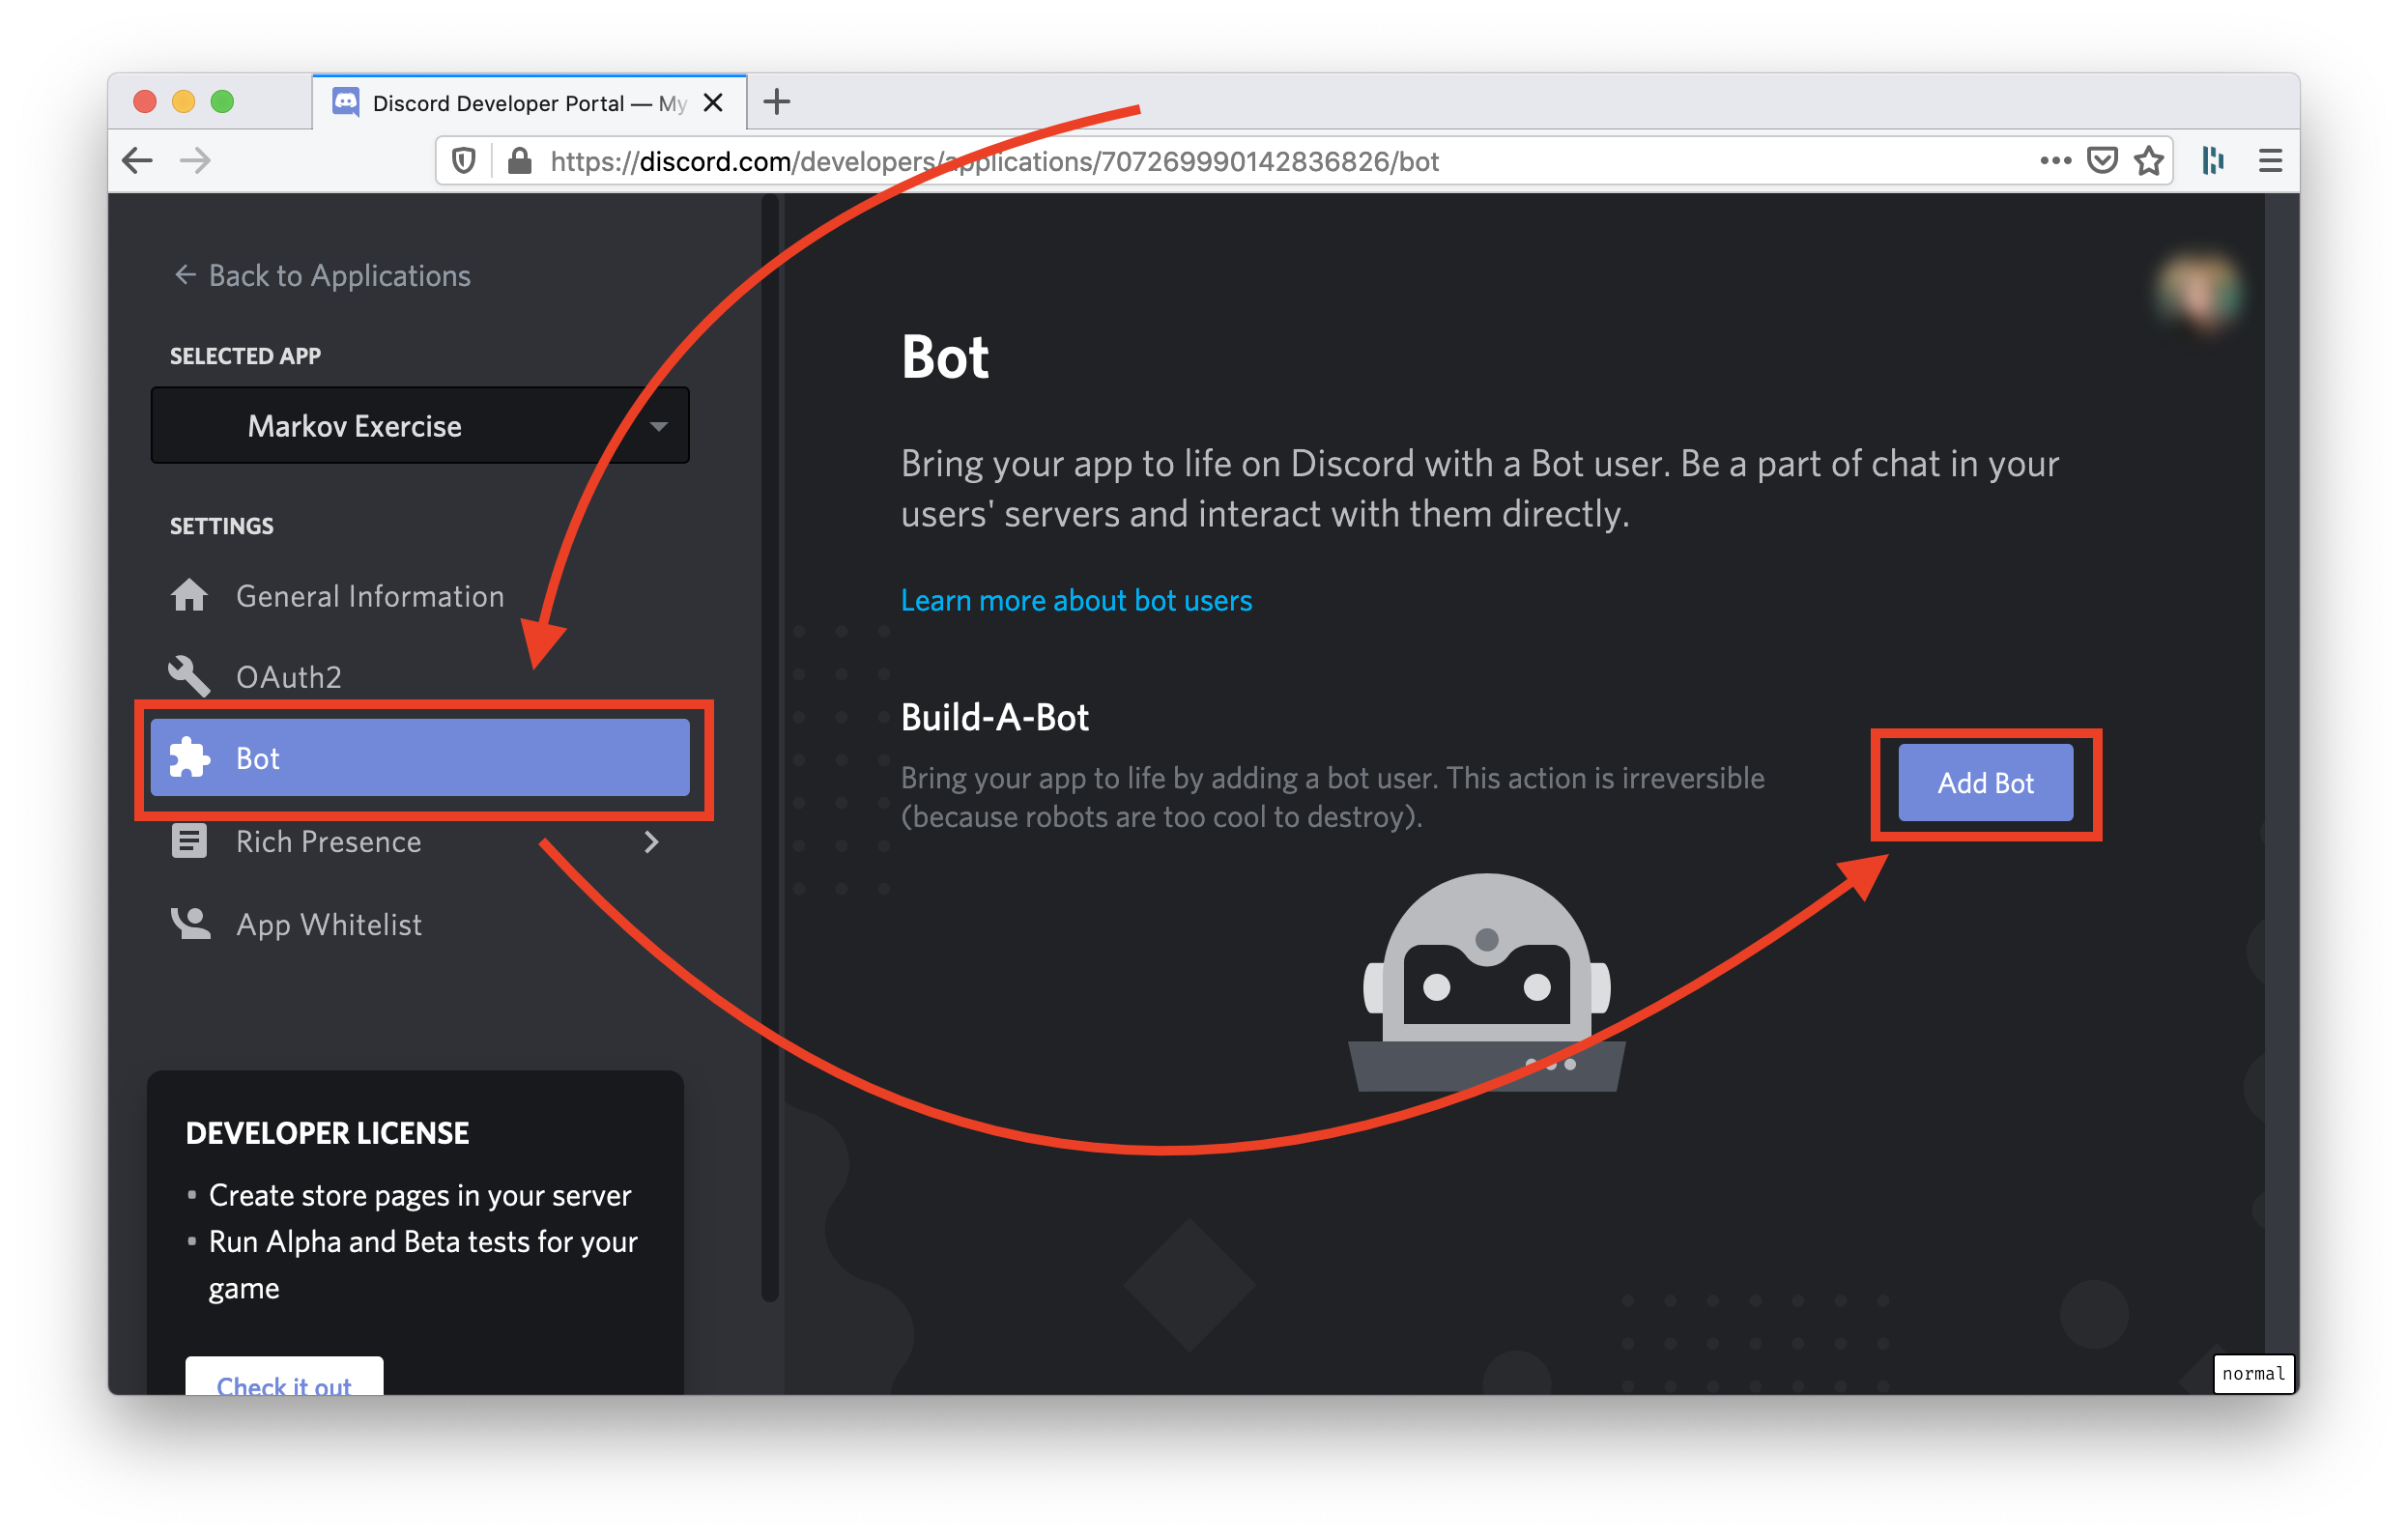 Discord Developer Portal — My
https://discord.com/developers/applications/707269990142836826/bot
Back to Applications
SELECTED APP
Markov Exercise
SETTINGS
General Information
OAuth2
Bot
Rich Presence
App Whitelist
DEVELOPER LICENSE
Create store pages in your server
Run Alpha and Beta tests for your
game
Check it out
Bot
Bring your app to life on Discord with a Bot user. Be a part of chat in your
users' servers and interact with them directly.
Learn more about bot users
Build-A-Bot
Bring your app to life by adding a bot user. This action is irreversible
(because robots are too cool to destroy).
Add Bot
normal